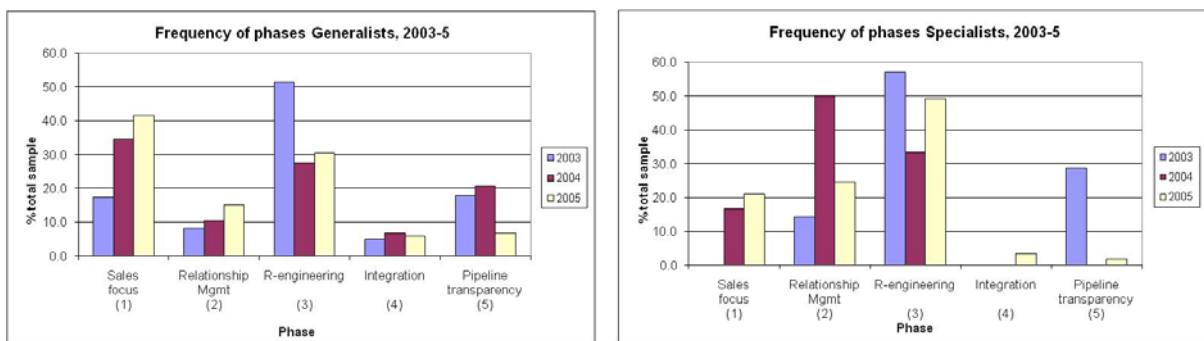 Frequency of phases Generalists, 2003-5
60.0
50.0
40.0
30.0
20.0
10.0
0.0
%total sample
Sales focus (1)
Relationship Mgmt (2)
R-engineering (3)
Integration (4)
Pipeline transparency (5)
Phase
2003
2004
2005
Frequency of phases Specialists, 2003-5
60.0
50.0
40.0
30.0
20.0
10.0
0.0
%total sample
Sales focus (1)
Relationship Mgmt (2)
R-engineering (3)
Integration (4)
Pipeline transparency (5)
Phase
2003
2004
2005